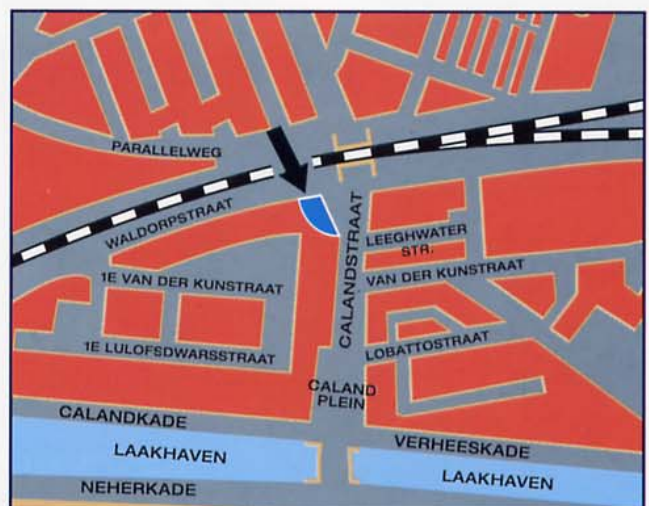 PARALLELWEG
WALDORPSTRAAT
CALANDSTRAAT
LEEGHWATER
STR.
VAN DER KUNSTRAAT
1E VAN DER KUNSTRAAT
1E LULOFSDWARSSTRAAT
LOBATTOSTRAAT
CALAND
PLEIN
CALANDKADE
VERHEESKADE
LAAKHAVEN
LAAKHAVEN
NEHERKADE